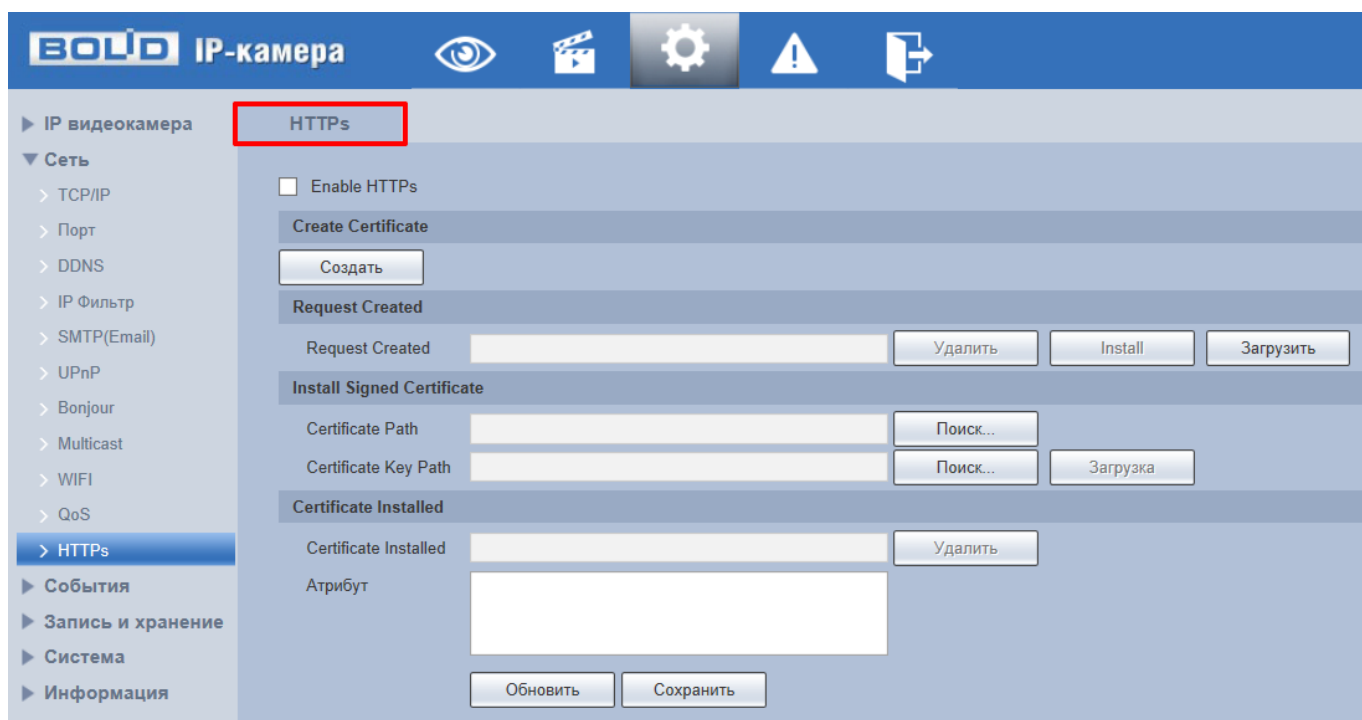 BOLID IP-камера
IP видеокамера
Сеть
TCP/IP
Порт
DDNS
IP Фильтр
SMTP(Email)
UPnP
Bonjour
Multicast
WIFI
QoS
HTTPs
События
Запись и хранение
Система
Информация
HTTPs
Enable HTTPs
Create Certificate
Создать
Request Created
Request Created Удалить Install Загрузить
Install Signed Certificate
Certificate Path Поиск...
Certificate Key Path Поиск... Загрузка
Certificate Installed
Certificate Installed Удалить
Атрибут
Обновить Сохранить